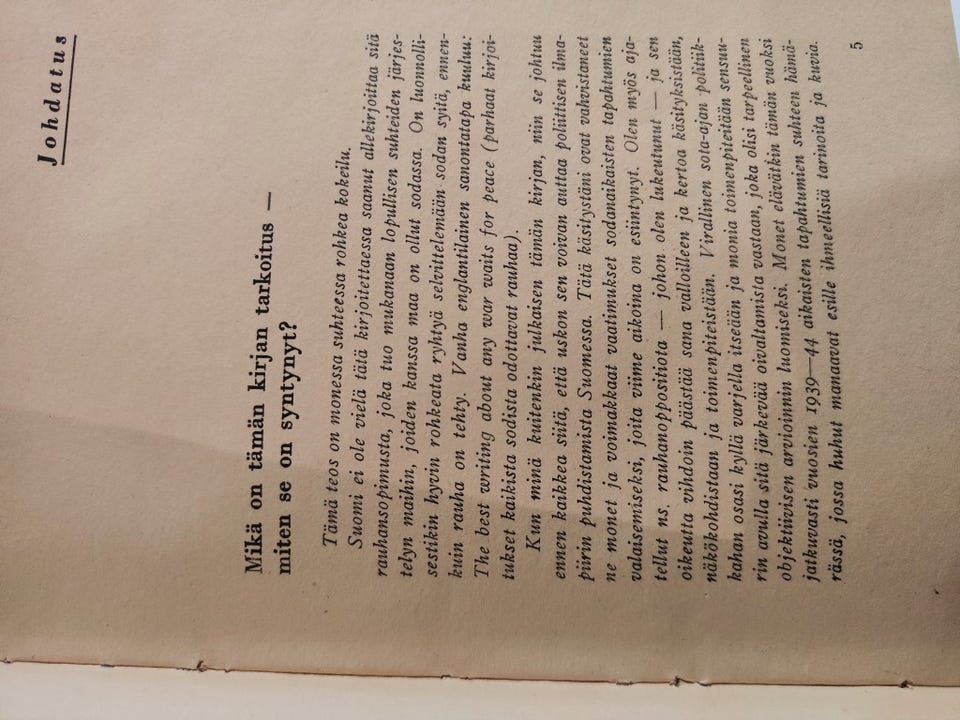 Johdatus
Mikä on tämän kirjan tarkoitus —
miten se on syntynyt?
Tämä teos on monessa suhteessa rohkea kokeilu.
Suomi ei ole vielä tätä kirjoitettaessa saanut allekirjoittaa sitä
rauhansopimusta, joka tuo mukanaan lopullisen suhteiden järjes-
telyn maihin, joiden kanssa maa on ollut sodassa. On luonnolli-
sestikin hyvin rohkeata ryhtyä selvittelemään sodan syitä, ennen-
kuin rauha on tehty. Vanha englantilainen sanontatapa kuuluu:
The best writing about any war waits for peace (parhaat kirjoi-
tukset kaikista sodista odottavat rauhaa).
Kun minä kuitenkin julkaisen tämän kirjan, niin se johtuu
ennen kaikkea siitä, että uskon sen voivan auttaa poliittisen ilma-
piirin puhdistamista Suomessa. Tätä käsitystäni ovat vahvistaneet
ne monet ja voimakkaat vaatimukset sodanaikaisten tapahtumien
valaisemiseksi, joita viime aikoina on esiintynyt. Olen myös aja-
tellut ns. rauhanoppositiota — johon olen lukeutunut — ja sen
oikeutta vihdoin päästää sana valloilleen ja kertoa käsityksistään,
näkökohdistaan ja toimenpiteistään. Virallinen sota-ajan politiik-
kahan osasi kyllä varjella itseään ja monia toimenpiteitään sensuu-
rin avulla sitä järkevää oivaltamista vastaan, joka olisi tarpeellinen
objektiivisen arvioinnin luomiseksi. Monet elävätkin tämän vuoksi
jatkuvasti vuosien 1939—44 aikaisten tapahtumien suhteen hämä-
rässä, jossa huhut manaavat esille ihmeellisiä tarinoita ja kuvia.
5